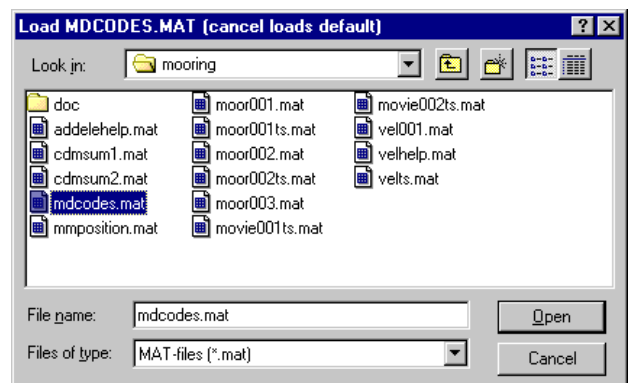 Load MDCODES.MAT (cancel loads default)
Look in: mooring
doc moor001.mat movie002ts.mat
addelehelp.mat moor001ts.mat vel001.mat
cdmsum1.mat moor002.mat velhelp.mat
cdmsum2.mat moor002ts.mat velts.mat
mdcodes.mat moor003.mat
mmposition.mat movie001ts.mat
File name: mdcodes.mat Open
Files of type: MAT-files (*.mat) Cancel